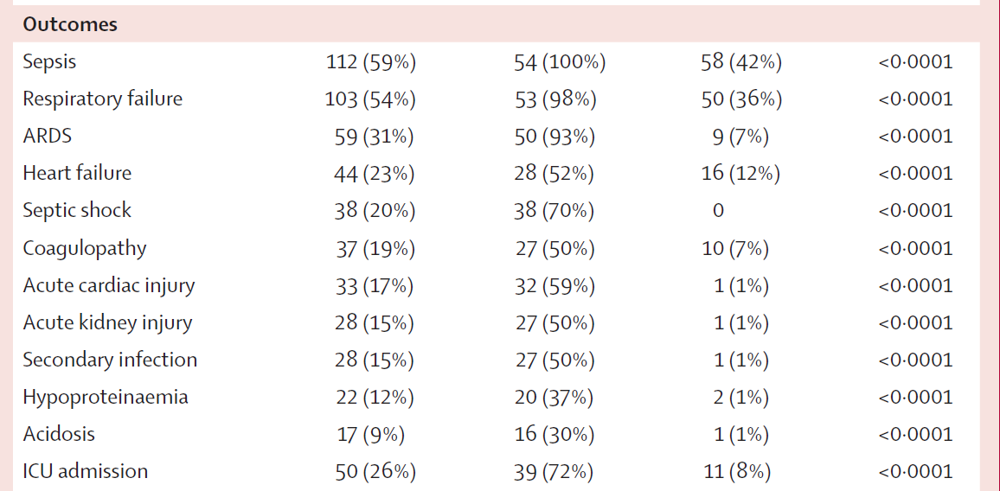 Outcomes
Sepsis 112 (59%) 54 (100%) 58 (42%) <0·0001
Respiratory failure 103 (54%) 53 (98%) 50 (36%) <0·0001
ARDS 59 (31%) 50 (93%) 9 (7%) <0·0001
Heart failure 44 (23%) 28 (52%) 16 (12%) <0·0001
Septic shock 38 (20%) 38 (70%) 0 <0·0001
Coagulopathy 37 (19%) 27 (50%) 10 (7%) <0·0001
Acute cardiac injury 33 (17%) 32 (59%) 1 (1%) <0·0001
Acute kidney injury 28 (15%) 27 (50%) 1 (1%) <0·0001
Secondary infection 28 (15%) 27 (50%) 1 (1%) <0·0001
Hypoproteinaemia 22 (12%) 20 (37%) 2 (1%) <0·0001
Acidosis 17 (9%) 16 (30%) 1 (1%) <0·0001
ICU admission 50 (26%) 39 (72%) 11 (8%) <0·0001